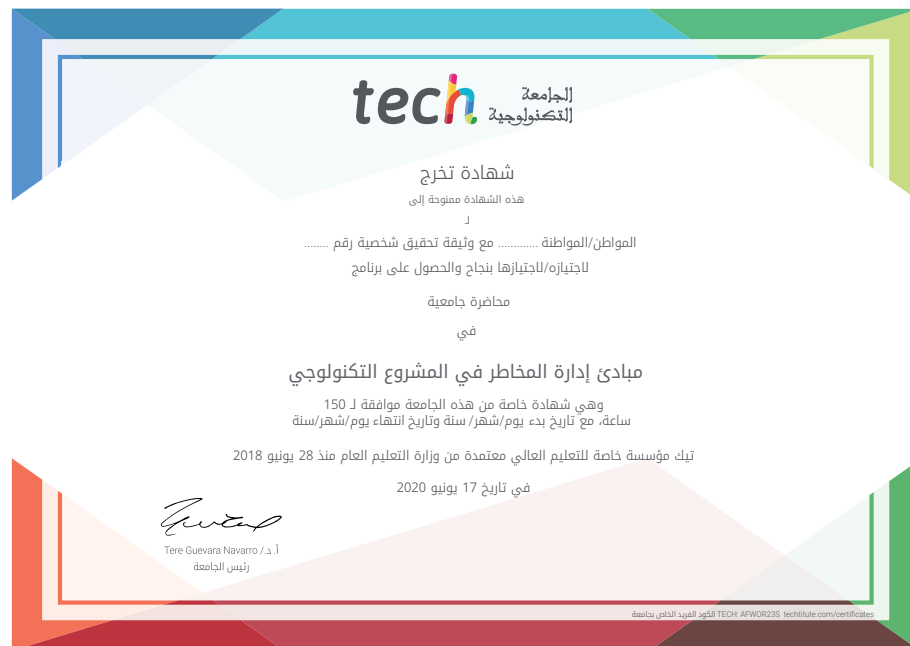 tech الجامعة
التكنولوجية
شهادة تخرج
هذه الشهادة ممنوحة إلى
لـ
المواطن/المواطنة ............ مع وثيقة تحقيق شخصية رقم ........
لاجتيازه/لاجتيازها بنجاح والحصول على برنامج
محاضرة جامعية
في
مبادئ إدارة المخاطر في المشروع التكنولوجي
وهي شهادة خاصة من هذه الجامعة موافقة لـ 150
ساعة، مع تاريخ بدء يوم/شهر/ سنة وتاريخ انتهاء يوم/شهر/سنة
تيك مؤسسة خاصة للتعليم العالي معتمدة من وزارة التعليم العام منذ 28 يونيو 2018
في تاريخ 17 يونيو 2020
أ.د./ Tere Guevara Navarro
رئيس الجامعة
الكود الفريد الخاص بجامعة TECH: AFWOR23S techtitute.com/certificates